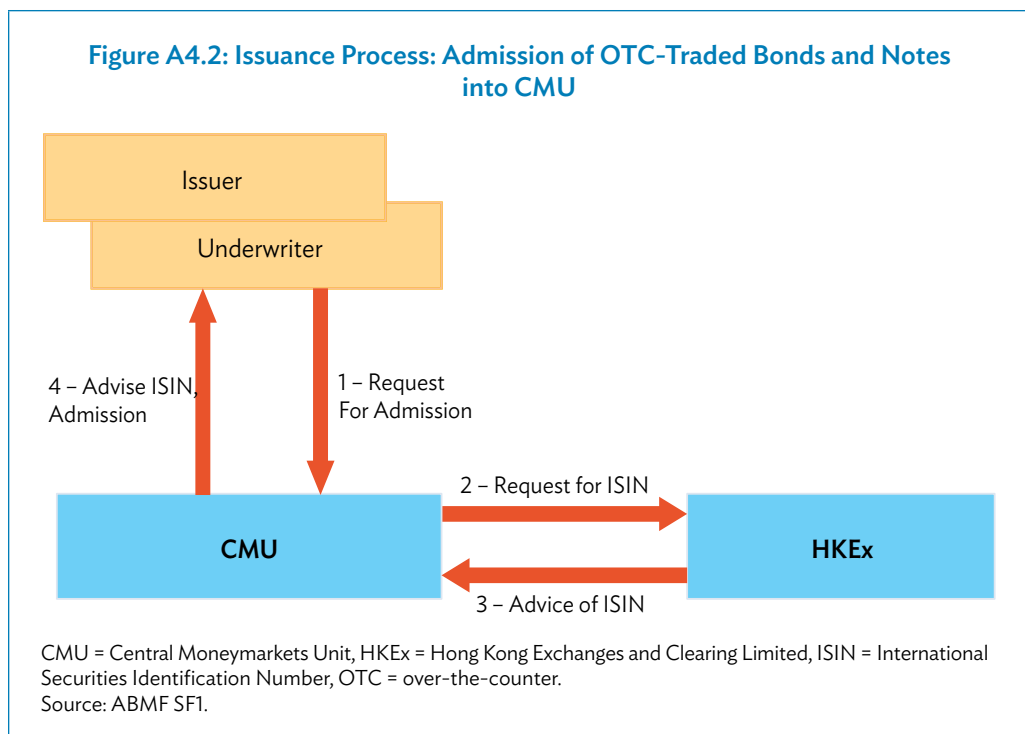 Figure A4.2: Issuance Process: Admission of OTC-Traded Bonds and Notes
into CMU
Issuer
Underwriter
4 – Advise ISIN,
Admission
1 – Request
For Admission
2 – Request for ISIN
CMU
HKEx
3 – Advice of ISIN
CMU = Central Moneymarkets Unit, HKEx = Hong Kong Exchanges and Clearing Limited, ISIN = International
Securities Identification Number, OTC = over-the-counter.
Source: ABMF SF1.